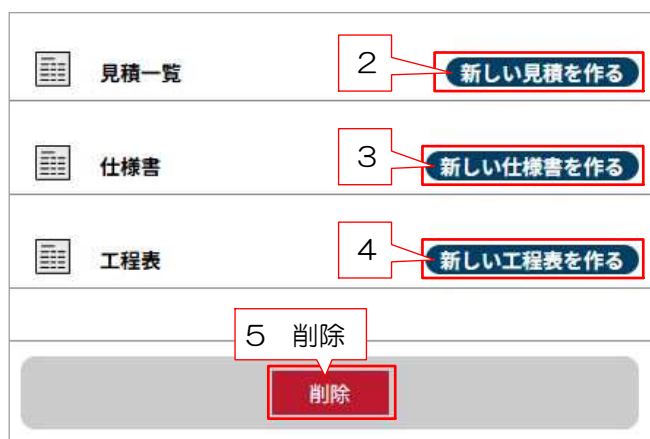 見積一覧 2 新しい見積を作る
仕様書 3 新しい仕様書を作る
工程表 4 新しい工程表を作る
5 削除
削除